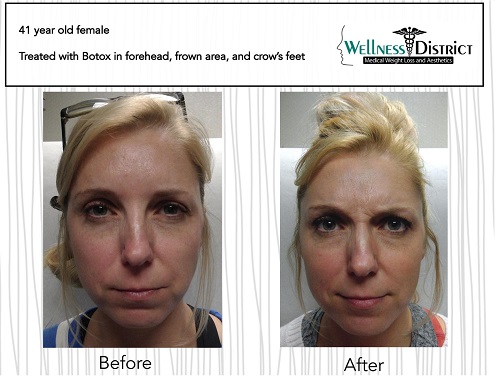 41 year old female
Treated with Botox in forehead, frown area, and crow's feet
WELLNESS DISTRICT
Medical Weight Loss and Aesthetics
Before
After